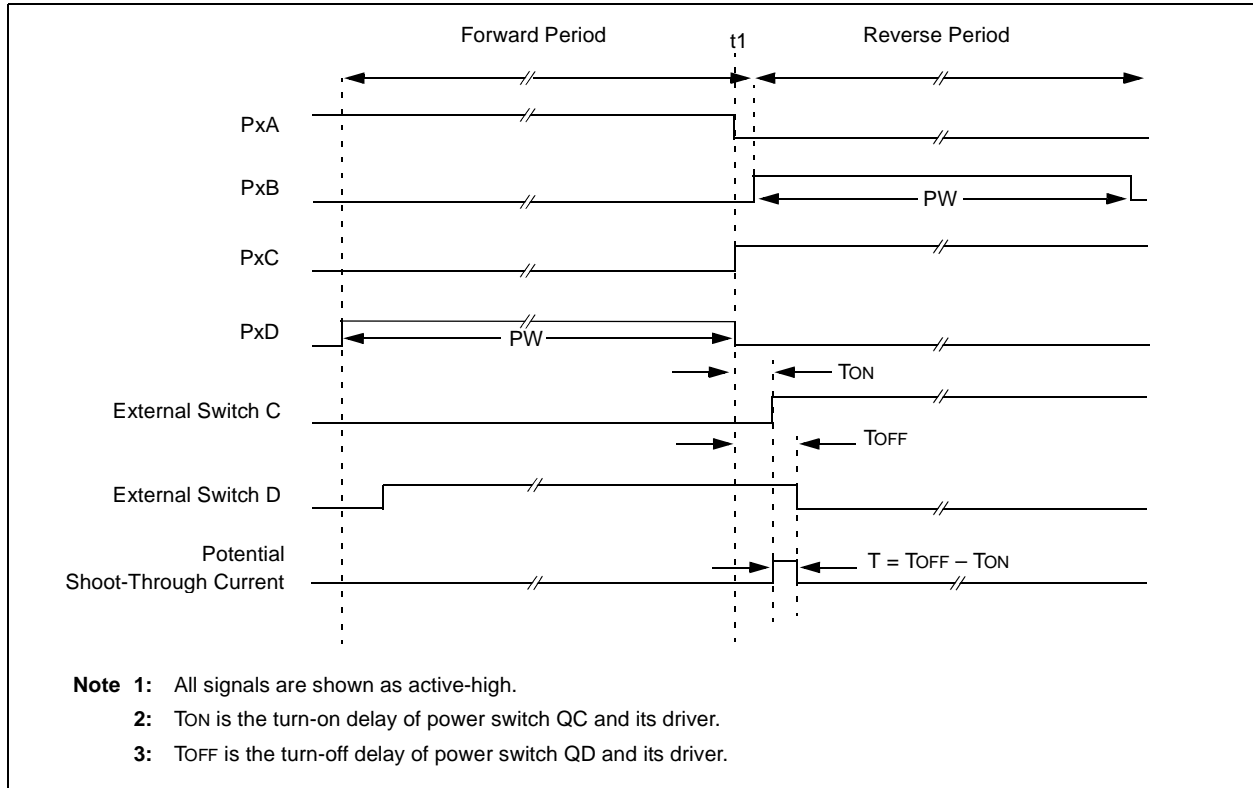 Forward Period
t1
Reverse Period
PxA
PxB
PW
PxC
PxD
PW
TON
External Switch C
TOFF
External Switch D
Potential
Shoot-Through Current
T = TOFF – TON
Note 1: All signals are shown as active-high.
2: TON is the turn-on delay of power switch QC and its driver.
3: TOFF is the turn-off delay of power switch QD and its driver.